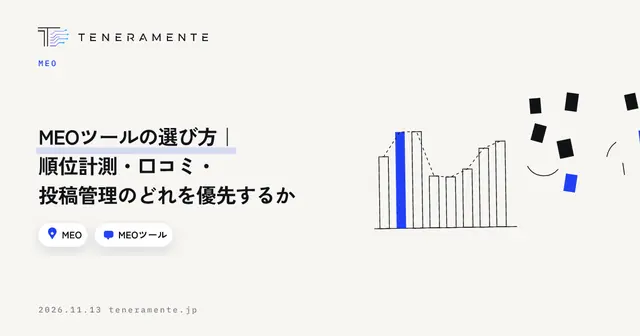 TENERAMENTE
MEO
MEOツールの選び方｜
順位計測・口コミ・
投稿管理のどれを優先するか
MEO
MEOツール
2026.11.13 teneramente.jp